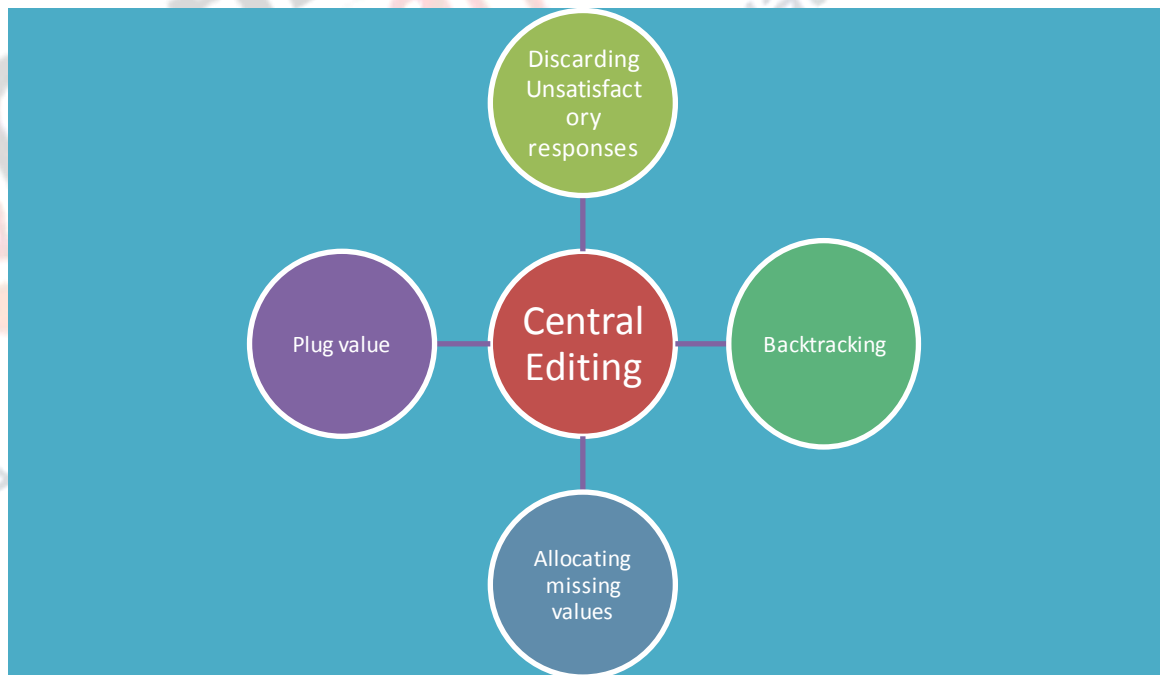 Discarding
Unsatisfact
ory
responses
Plug value
Central
Editing
Backtracking
Allocating
missing
values